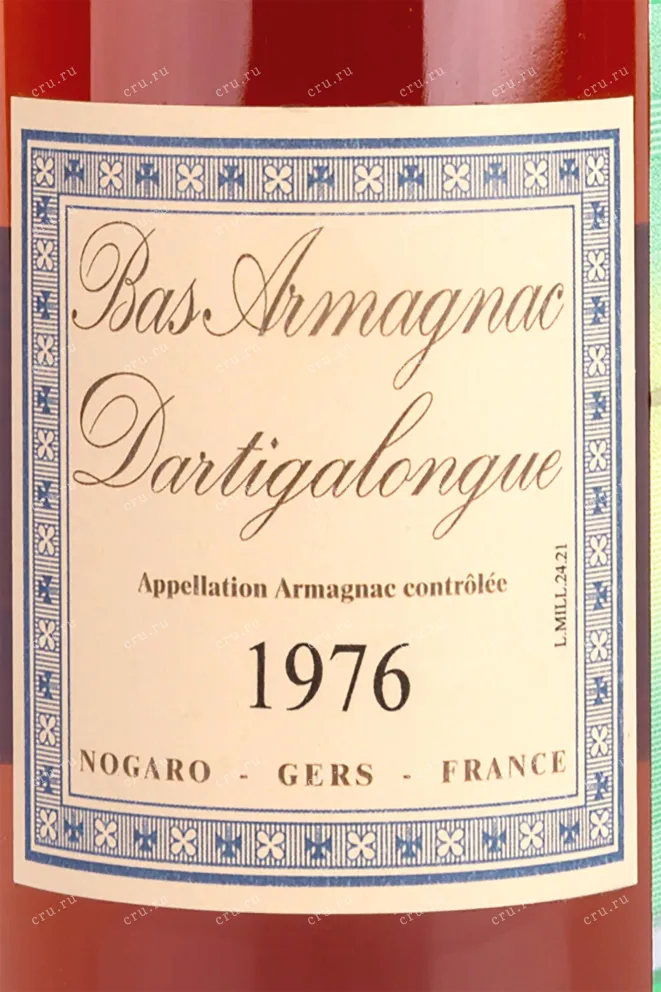 Bas Armagnac
Dartigalongue
Appellation Armagnac contrôlée
L.MILL.24.21
1976
NOGARO - GERS - FRANCE
cru.ru